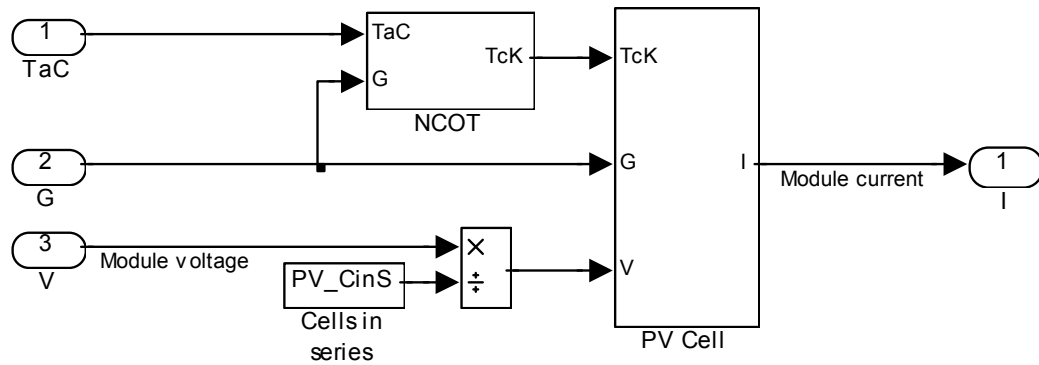 1
TaC
TaC
G
TcK
NCOT
TcK
G
V
I
PV Cell
2
G
Module current
1
I
3
V
Module voltage
PV_CinS
×
÷
Cells in
series